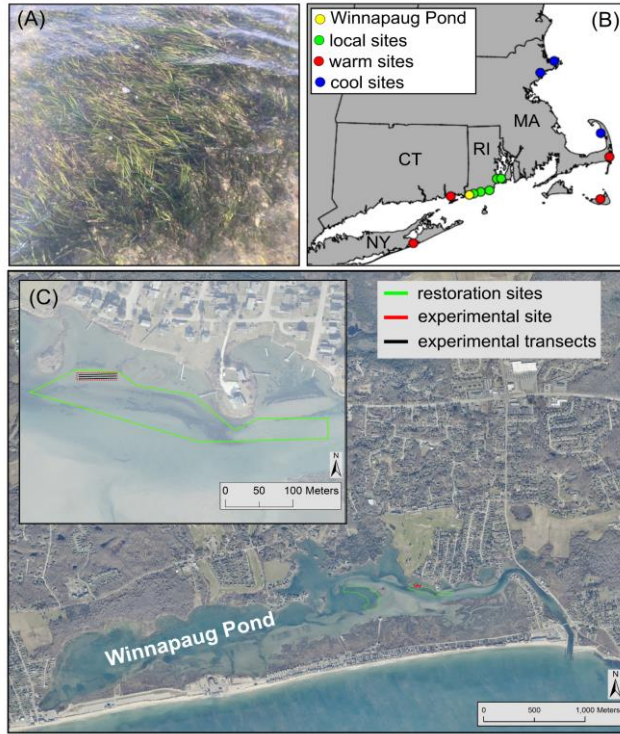 (A)
(B)
Winnapaug Pond
local sites
warm sites
cool sites
MA
CT
RI
NY
(C)
restoration sites
experimental site
experimental transects
N
0 50 100 Meters
Winnapaug Pond
N
0 500 1,000 Meters